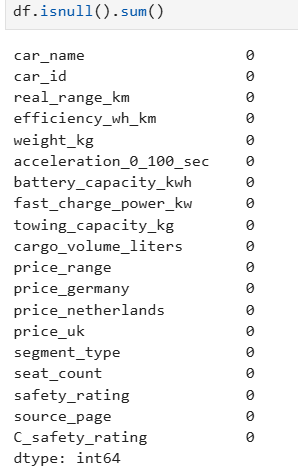 df.isnull().sum()
car_name 0
car_id 0
real_range_km 0
efficiency_wh_km 0
weight_kg 0
acceleration_0_100_sec 0
battery_capacity_kwh 0
fast_charge_power_kw 0
towing_capacity_kg 0
cargo_volume_liters 0
price_range 0
price_germany 0
price_netherlands 0
price_uk 0
segment_type 0
seat_count 0
safety_rating 0
source_page 0
C_safety_rating 0
dtype: int64